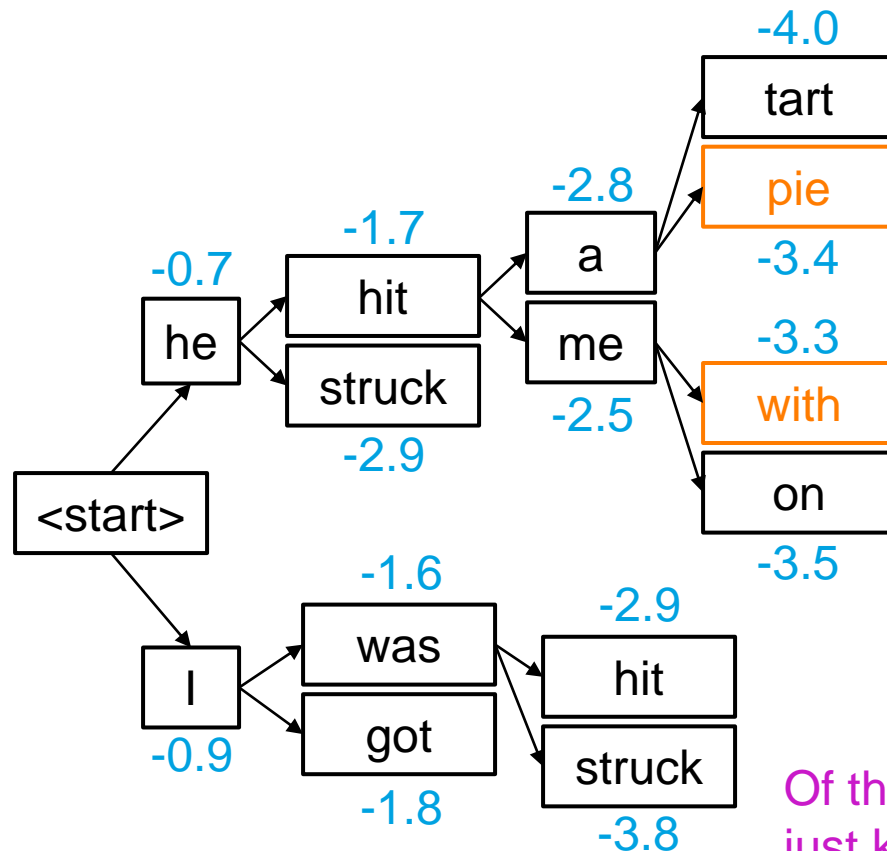 -4.0
tart
pie
-3.4
-2.8
a
-1.7
hit
-0.7
he
me
-2.5
-3.3
with
struck
-2.9
on
-3.5
<start>
-1.6
was
-2.9
hit
I
-0.9
got
-1.8
struck
-3.8
Of
just